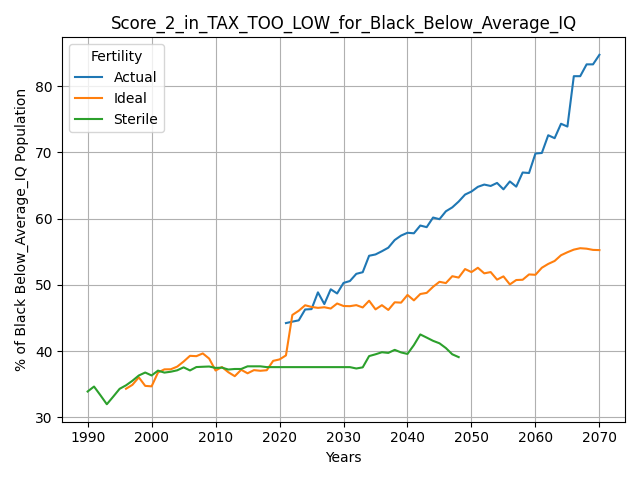 Score_2_in_TAX_TOO_LOW_for_Black_Below_Average_IQ
Fertility
Actual
Ideal
Sterile
% of Black Below_Average_IQ Population
80
70
60
50
40
30
1990
2000
2010
2020
2030
2040
2050
2060
2070
Years